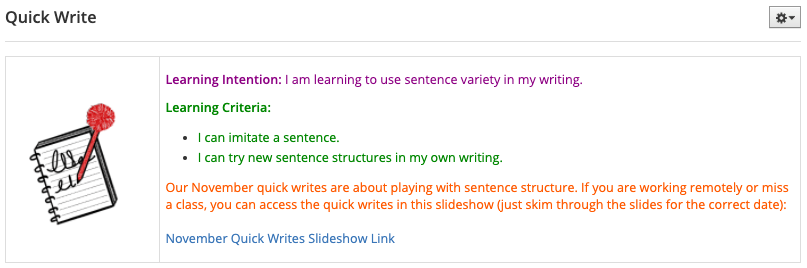 Quick Write
Learning Intention: I am learning to use sentence variety in my writing.
Learning Criteria:
• I can imitate a sentence.
• I can try new sentence structures in my own writing.
Our November quick writes are about playing with sentence structure. If you are working remotely or miss
a class, you can access the quick writes in this slideshow (just skim through the slides for the correct date):
November Quick Writes Slideshow Link